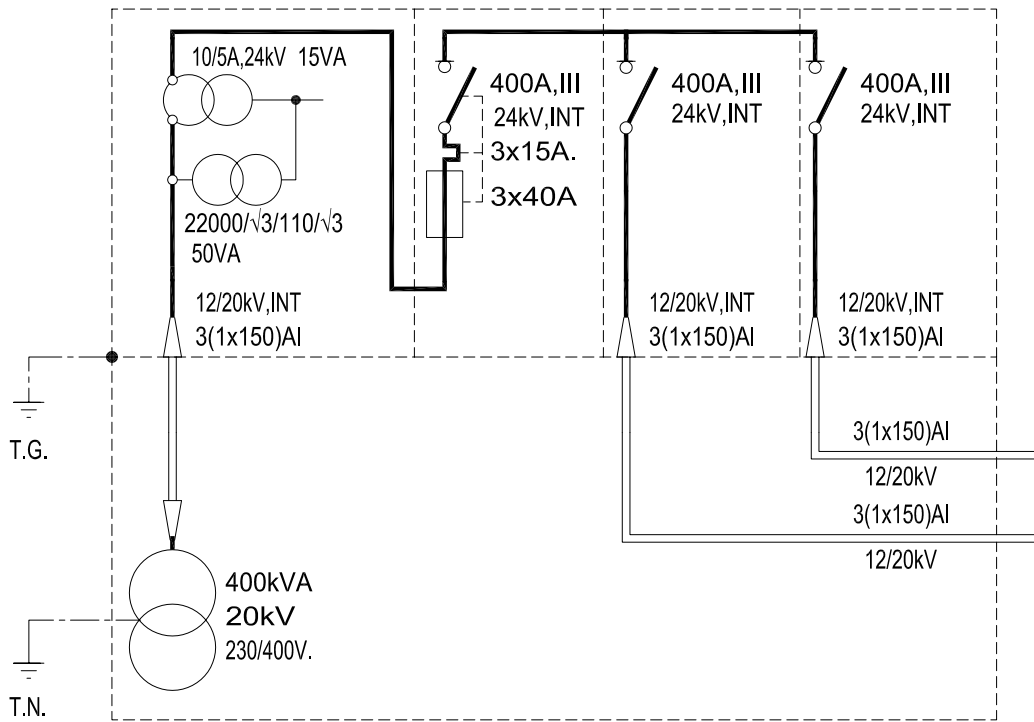 10/5A,24kV 15VA
22000/√3/110/√3
50VA
12/20kV,INT
3(1x150)Al
400A,III
24kV,INT
3x15A.
3x40A
400A,III
24kV,INT
12/20kV,INT
3(1x150)Al
400A,III
24kV,INT
12/20kV,INT
3(1x150)Al
T.G.
3(1x150)Al
12/20kV
3(1x150)Al
12/20kV
400kVA
20kV
230/400V.
T.N.